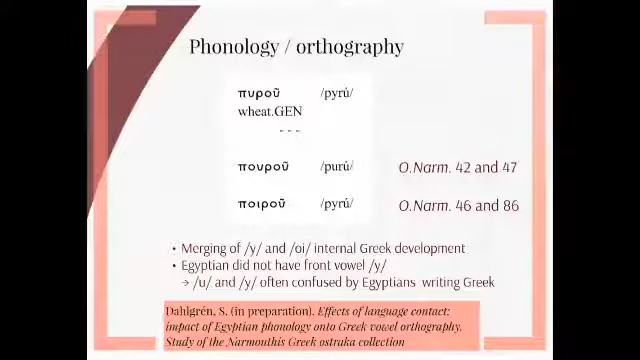 Phonology / orthography
πυροῦ /pyrú/
wheat.GEN
---
πουροῦ /purú/ O.Narm. 42 and 47
ποιροῦ /pyrú/ O.Narm. 46 and 86
• Merging of /y/ and /oi/ internal Greek development
• Egyptian did not have front vowel /y/
→ /u/ and /y/ often confused by Egyptians writing Greek
Dahlgrén, S. (in preparation). Effects of language contact:
impact of Egyptian phonology onto Greek vowel orthography.
Study of the Narmouthis Greek ostraka collection